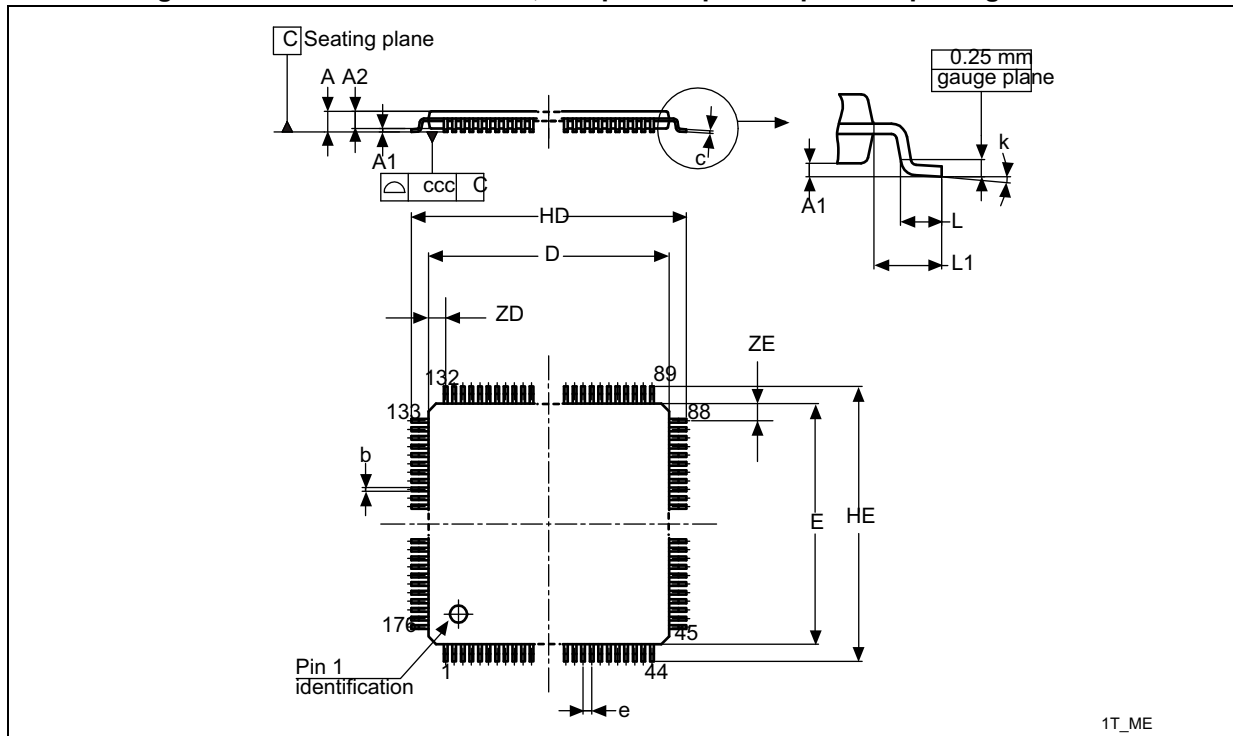 C Seating plane
0.25 mm
gauge plane
A A2
k
c
A1
A1
ccc C
L
HD
L1
D
ZD
ZE
132
89
133
88
b
E
HE
176
45
Pin 1
identification
1
44
e
1T_ME